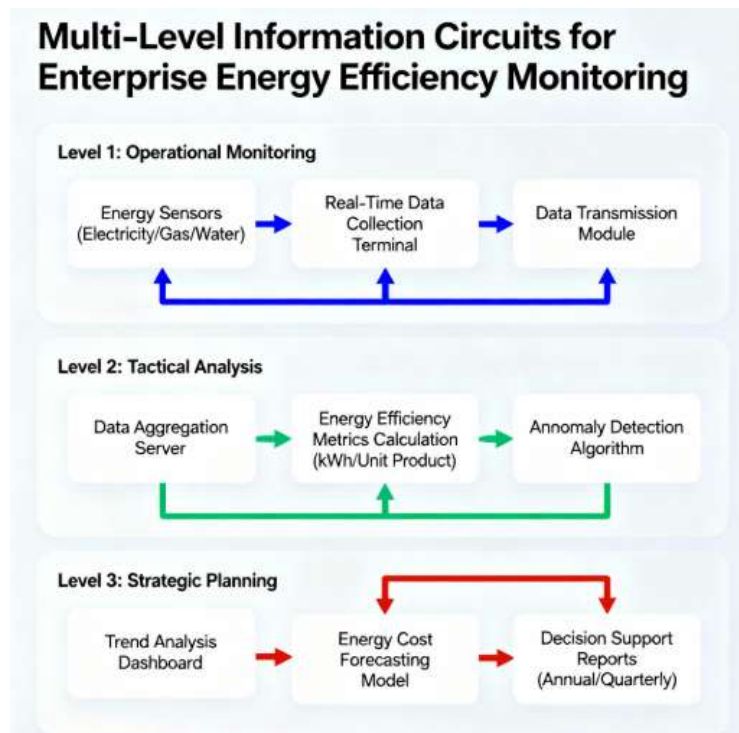 Multi-Level Information Circuits for
Enterprise Energy Efficiency Monitoring
Level 1: Operational Monitoring
Energy Sensors
(Electricity/Gas/Water)
Real-Time Data
Collection
Terminal
Data Transmission
Module
Level 2: Tactical Analysis
Data Aggregation
Server
Energy Efficiency
Metrics Calculation
(kWh/Unit Product)
Annomaly Detection
Algorithm
Level 3: Strategic Planning
Trend Analysis
Dashboard
Energy Cost
Forecasting
Model
Decision Support
Reports
(Annual/Quarterly)